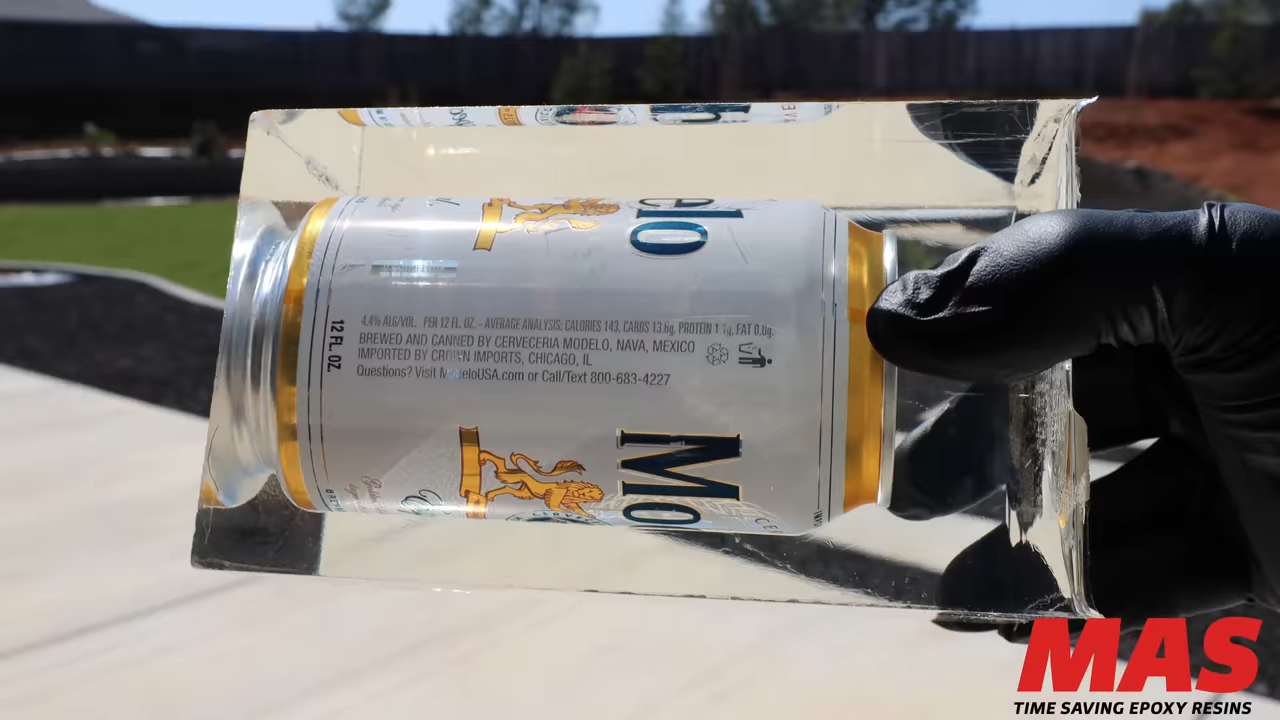 elo
12 FL. OZ.
4.4% ALC/VOL. PER 12 FL. OZ. – AVERAGE ANALYSIS: CALORIES 143, CARBS 13.6g, PROTEIN 1.1g, FAT 0.0g.
BREWED AND CANNED BY CERVECERIA MODELO, NAVA, MEXICO
IMPORTED BY CROWN IMPORTS, CHICAGO, IL
Questions? Visit ModeloUSA.com or Call/Text 800-683-4227
Mo
MAS
TIME SAVING EPOXY RESINS